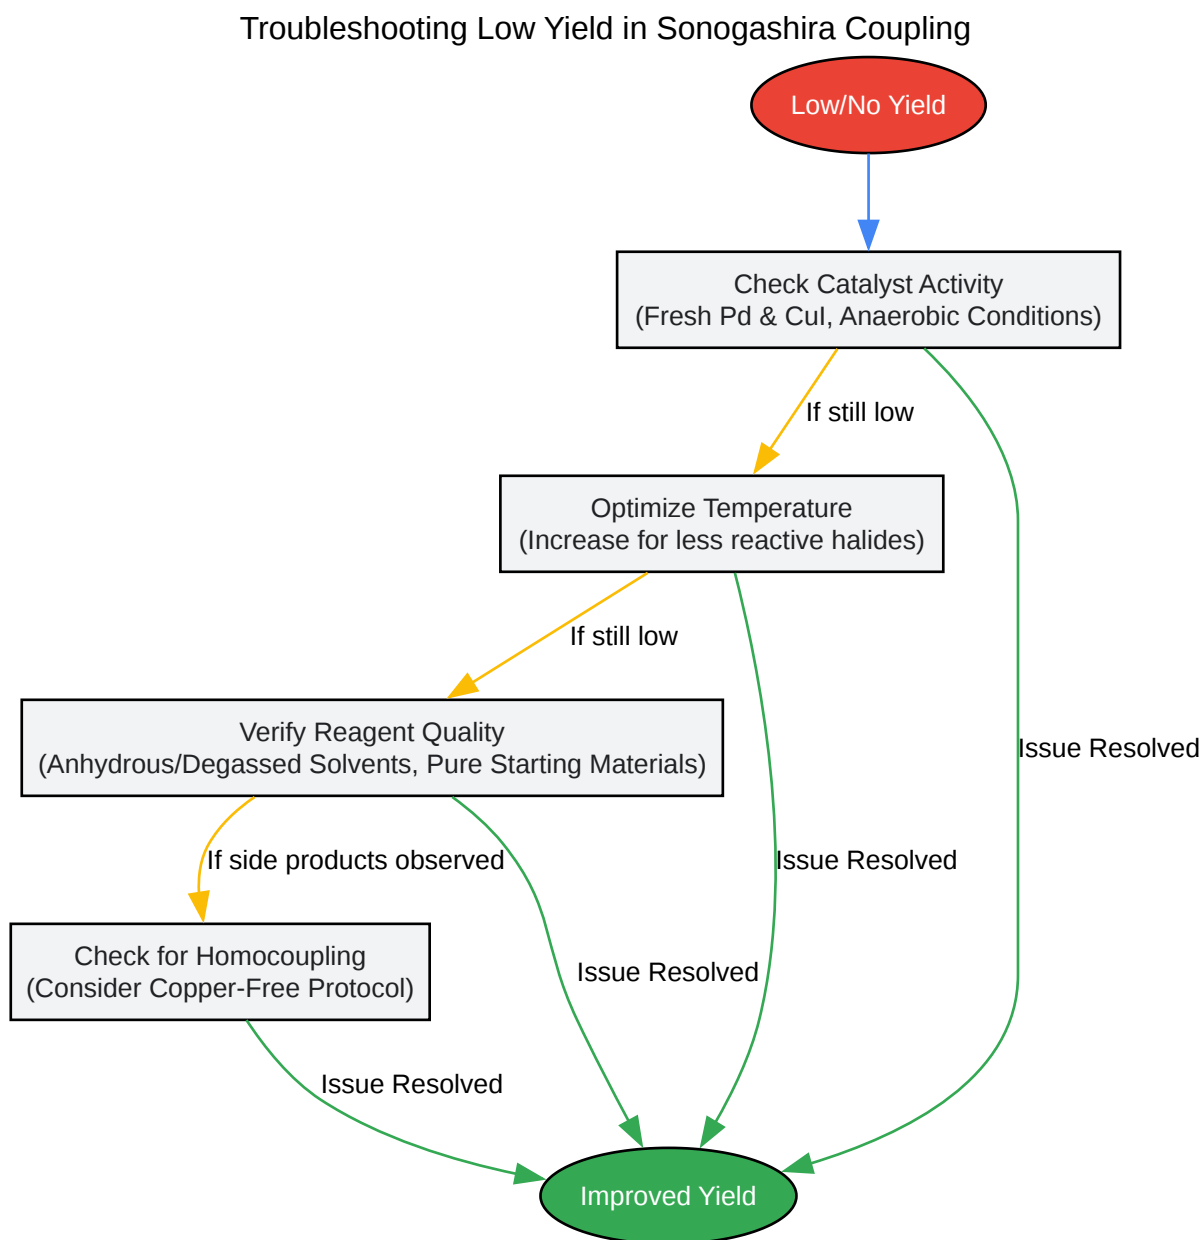 Troubleshooting Low Yield in Sonogashira Coupling
Low/No Yield
Check Catalyst Activity
(Fresh Pd & CuI, Anaerobic Conditions)
If still low
Optimize Temperature
(Increase for less reactive halides)
If still low
Verify Reagent Quality
(Anhydrous/Degassed Solvents, Pure Starting Materials)
Issue Resolved
If side products observed
Issue Resolved
Check for Homocoupling
(Consider Copper-Free Protocol)
Issue Resolved
Issue Resolved
Improved Yield